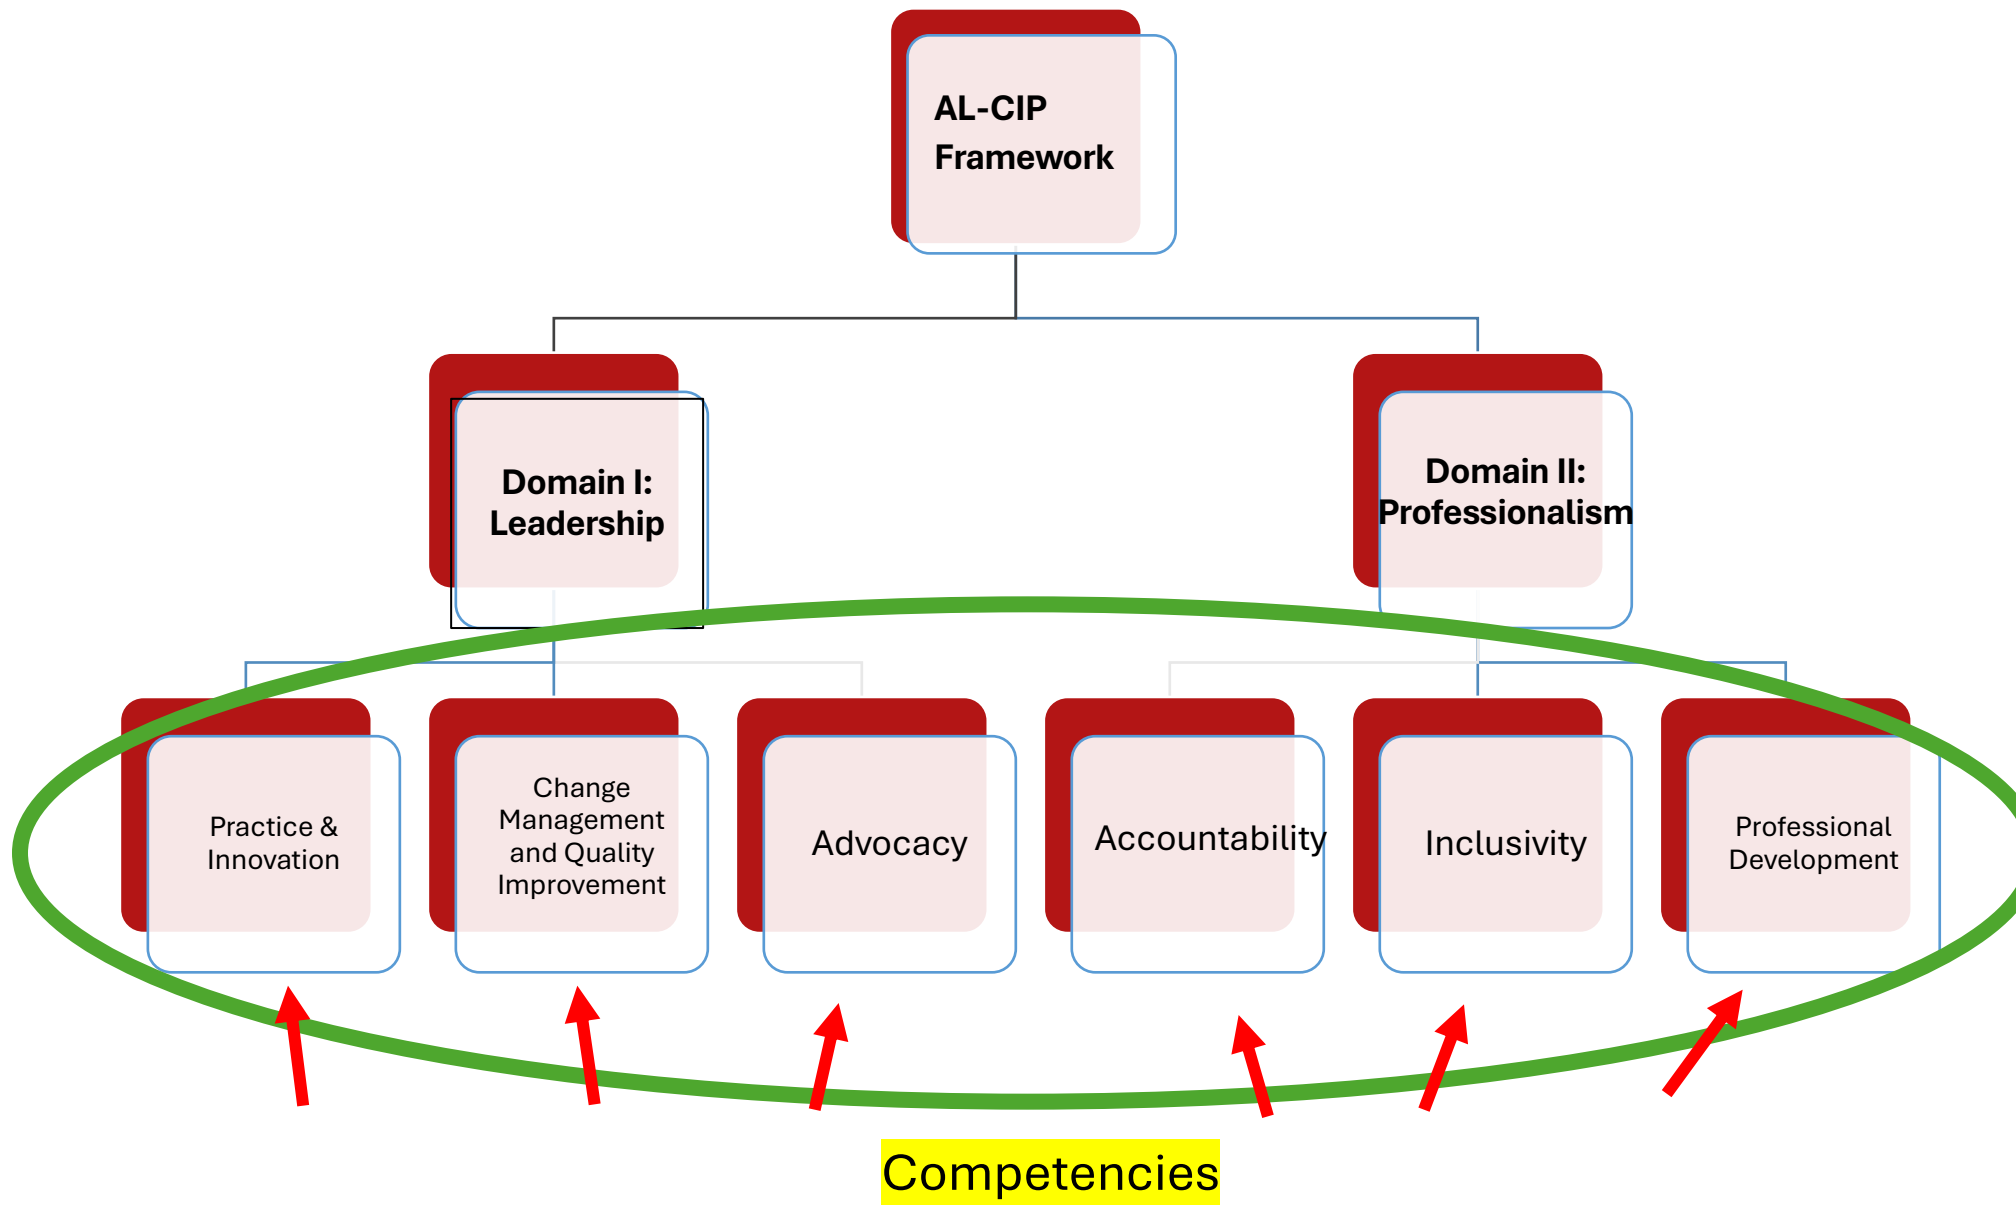 AL-CIP
Framework
Domain I:
Leadership
Domain II:
Professionalism
Practice &
Innovation
Change
Management
and Quality
Improvement
Advocacy
Accountability
Inclusivity
Professional
Development
Competencies